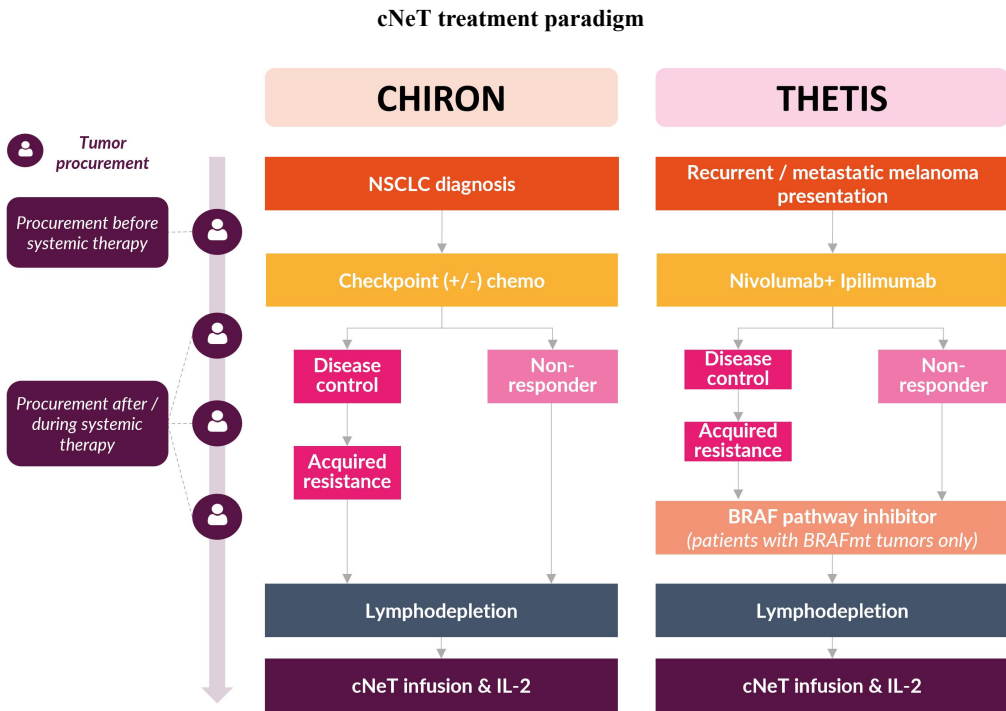 cNeT treatment paradigm
CHIRON
THETIS
Tumor
procurement
Procurement before
systemic therapy
Procurement after /
during systemic
therapy
NSCLC diagnosis
Checkpoint (+/-) chemo
Disease
control
Non-
responder
Acquired
resistance
Lymphodepletion
cNeT infusion & IL-2
Recurrent / metastatic melanoma
presentation
Nivolumab+ Ipilimumab
Disease
control
Non-
responder
Acquired
resistance
BRAF pathway inhibitor
(patients with BRAFmt tumors only)
Lymphodepletion
cNeT infusion & IL-2